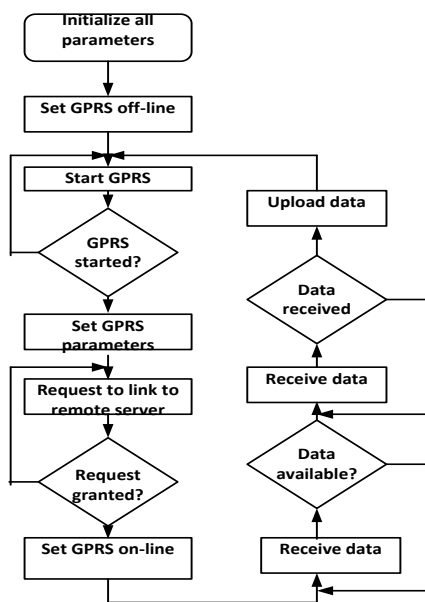 Initialize all
parameters
Set GPRS off-line
Start GPRS
GPRS
started?
Set GPRS
parameters
Request to link to
remote server
Request
granted?
Set GPRS on-line
Upload data
Data
received
Receive data
Data
available?
Receive data